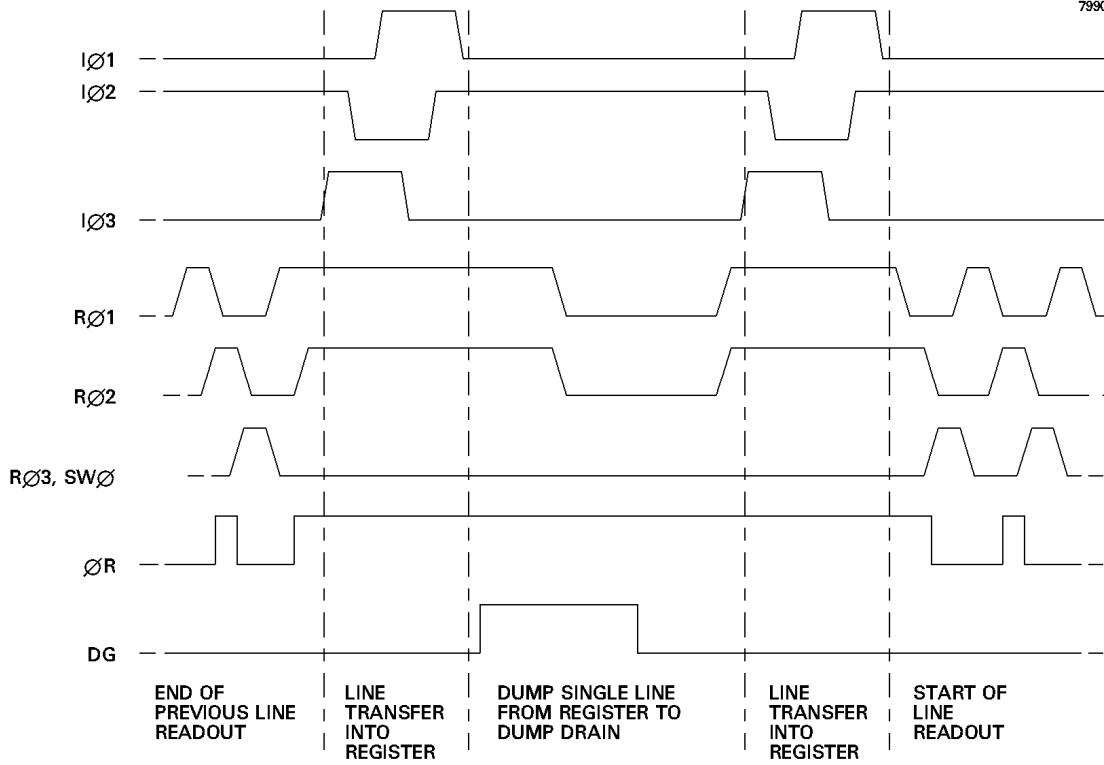 7990
IØ1
IØ2
IØ3
RØ1
RØ2
RØ3, SWØ
ØR
DG
END OF
PREVIOUS LINE
READOUT
LINE
TRANSFER
INTO
REGISTER
DUMP SINGLE LINE
FROM REGISTER TO
DUMP DRAIN
LINE
TRANSFER
INTO
REGISTER
START OF
LINE
READOUT